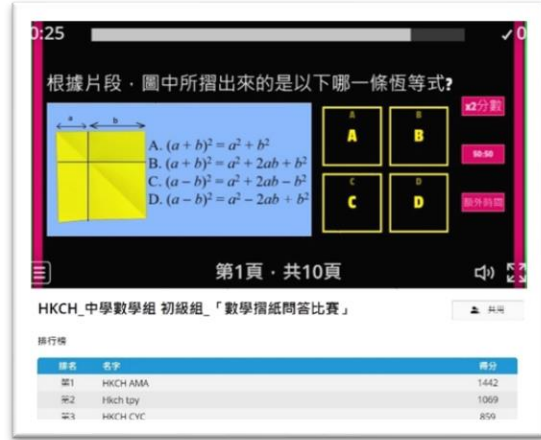 0:25
✓ 0
根據片段，圖中所摺出來的是以下哪一條恆等式?
x2分數
a b
A. (a + b)² = a² + b²
B. (a + b)² = a² + 2ab + b²
C. (a − b)² = a² + 2ab − b²
D. (a − b)² = a² − 2ab + b²
A A
B B
C C
D D
50:50
額外時間
第1頁，共10頁
HKCH_中學數學組 初級組_「數學摺紙問答比賽」
共用
排行榜
排名 名字 得分
第1 HKCH AMA 1442
第2 Hkch tpy 1069
第3 HKCH CYC 859